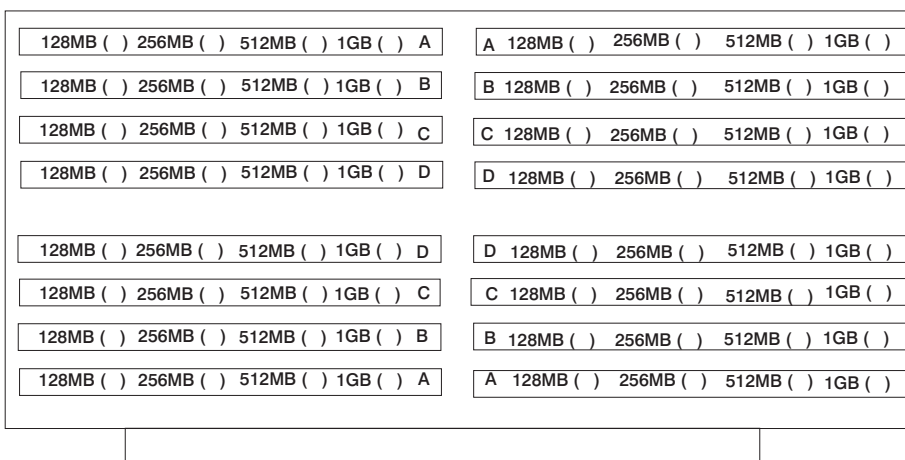 128MB (  ) 256MB (  ) 512MB (  ) 1GB (  ) A
A 128MB (  ) 256MB (  ) 512MB (  ) 1GB (  )
128MB (  ) 256MB (  ) 512MB (  ) 1GB (  ) B
B 128MB (  ) 256MB (  ) 512MB (  ) 1GB (  )
128MB (  ) 256MB (  ) 512MB (  ) 1GB (  ) C
C 128MB (  ) 256MB (  ) 512MB (  ) 1GB (  )
128MB (  ) 256MB (  ) 512MB (  ) 1GB (  ) D
D 128MB (  ) 256MB (  ) 512MB (  ) 1GB (  )
128MB (  ) 256MB (  ) 512MB (  ) 1GB (  ) D
D 128MB (  ) 256MB (  ) 512MB (  ) 1GB (  )
128MB (  ) 256MB (  ) 512MB (  ) 1GB (  ) C
C 128MB (  ) 256MB (  ) 512MB (  ) 1GB (  )
128MB (  ) 256MB (  ) 512MB (  ) 1GB (  ) B
B 128MB (  ) 256MB (  ) 512MB (  ) 1GB (  )
128MB (  ) 256MB (  ) 512MB (  ) 1GB (  ) A
A 128MB (  ) 256MB (  ) 512MB (  ) 1GB (  )